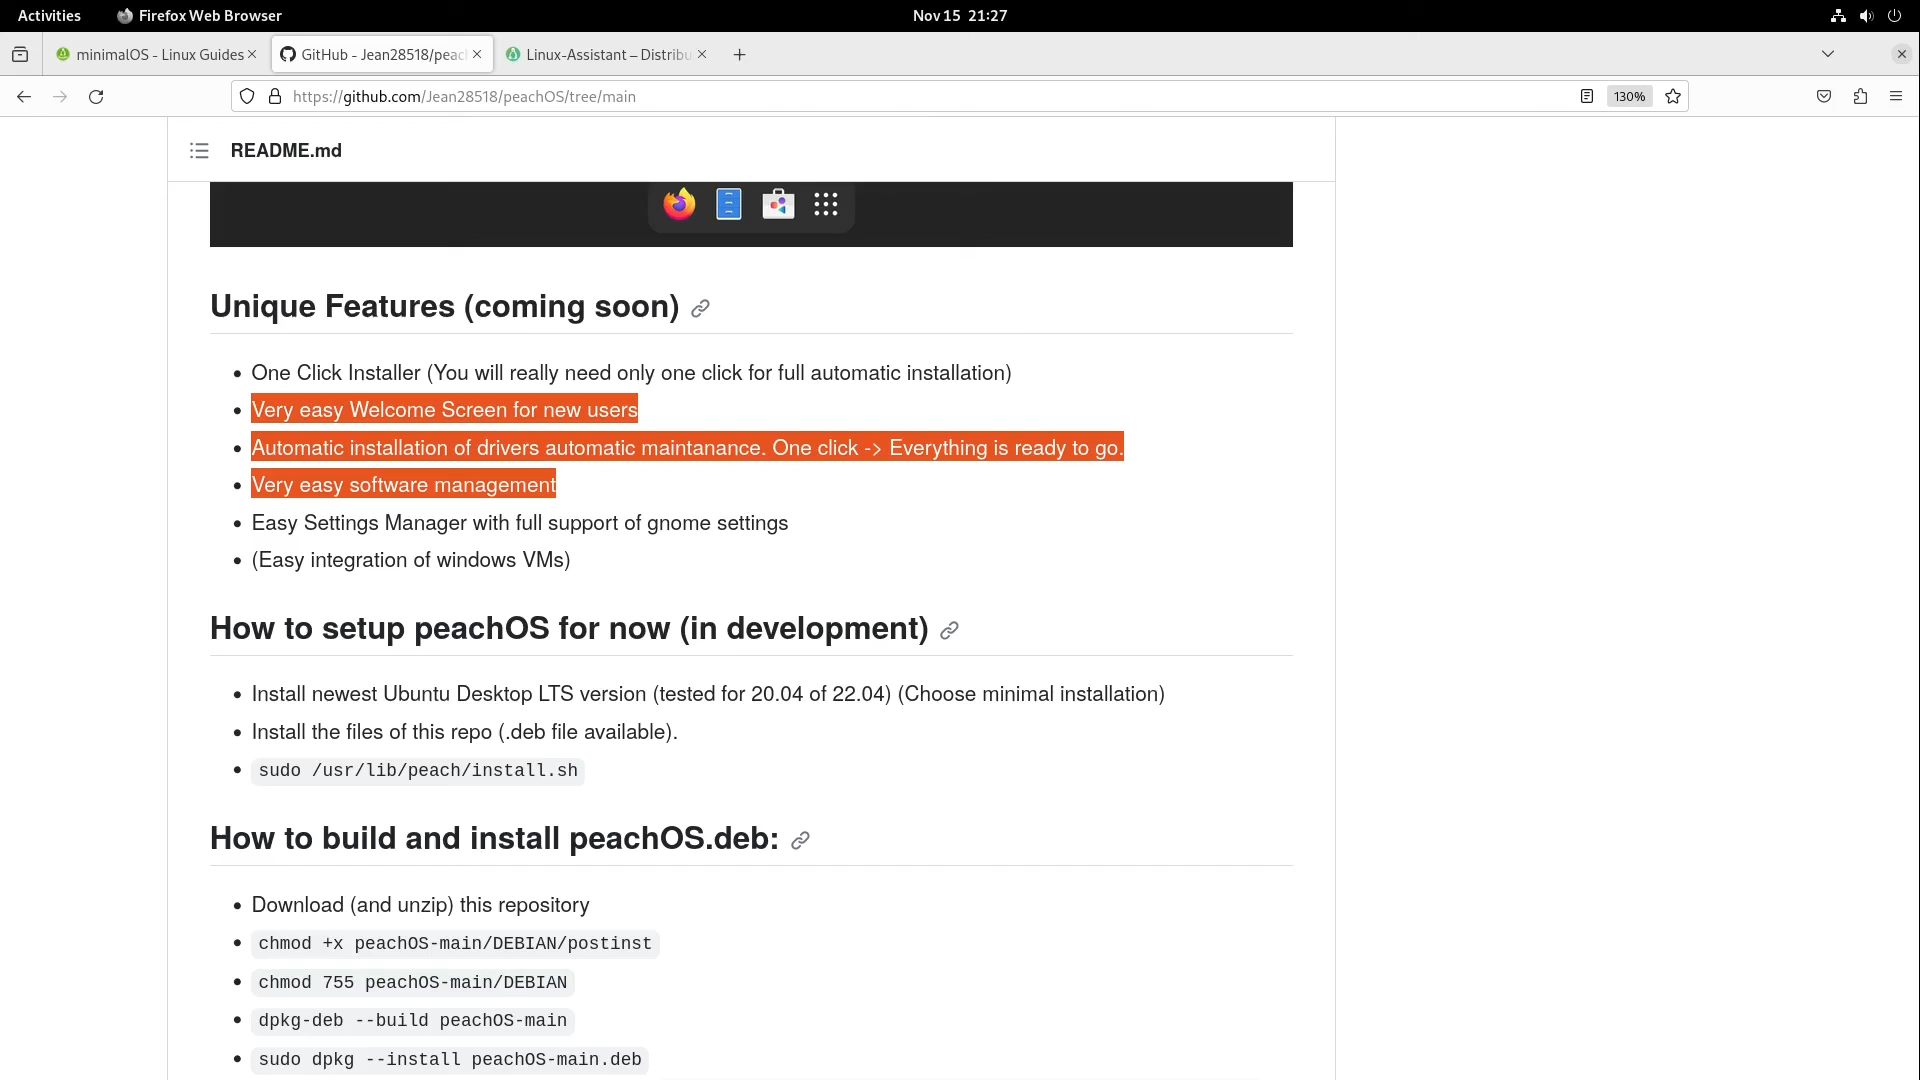 Activities Firefox Web Browser Nov 15 21:27
minimalOS - Linux Guides GitHub - Jean28518/peac Linux-Assistant – Distribu
https://github.com/Jean28518/peachOS/tree/main 130%
README.md
Unique Features (coming soon)
One Click Installer (You will really need only one click for full automatic installation)
Very easy Welcome Screen for new users
Automatic installation of drivers automatic maintanance. One click -> Everything is ready to go.
Very easy software management
Easy Settings Manager with full support of gnome settings
(Easy integration of windows VMs)
How to setup peachOS for now (in development)
Install newest Ubuntu Desktop LTS version (tested for 20.04 of 22.04) (Choose minimal installation)
Install the files of this repo (.deb file available).
sudo /usr/lib/peach/install.sh
How to build and install peachOS.deb:
Download (and unzip) this repository
chmod +x peachOS-main/DEBIAN/postinst
chmod 755 peachOS-main/DEBIAN
dpkg-deb --build peachOS-main
sudo dpkg --install peachOS-main.deb